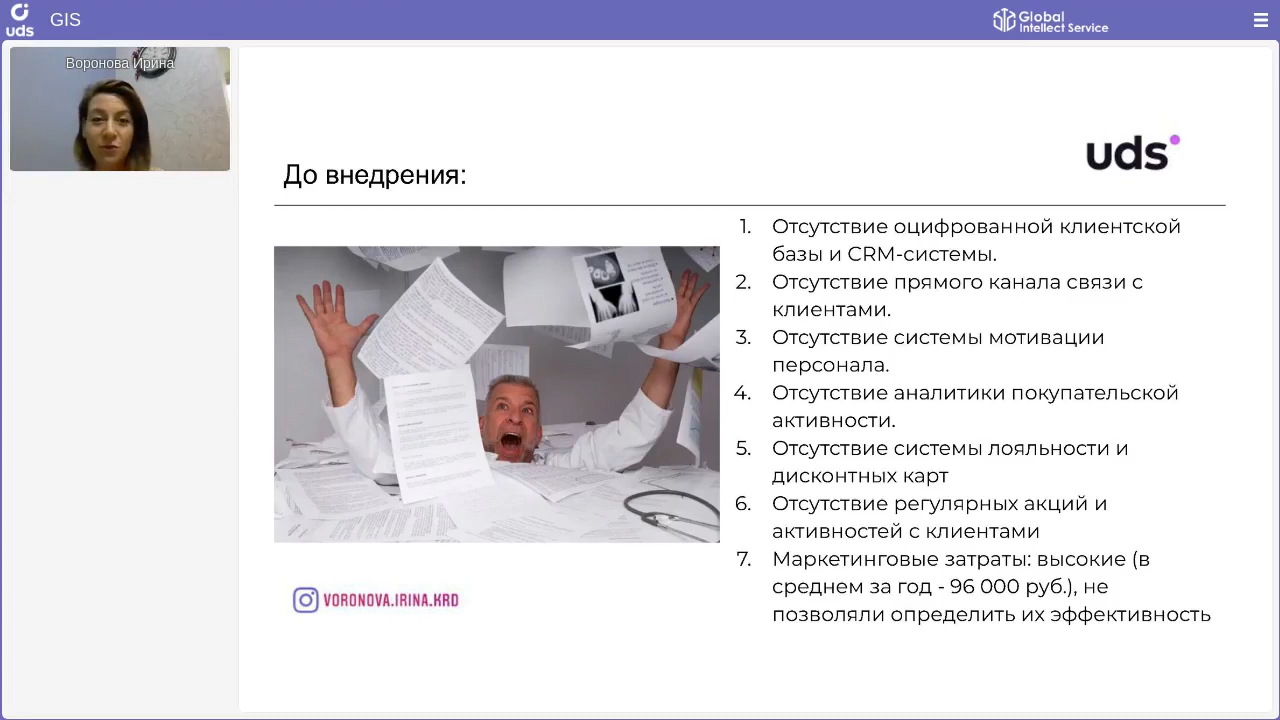 uds
GIS
Global
Intellect Service
Воронова Ирина
uds
До внедрения:
1. Отсутствие оцифрованной клиентской
базы и CRM-системы.
2. Отсутствие прямого канала связи с
клиентами.
3. Отсутствие системы мотивации
персонала.
4. Отсутствие аналитики покупательской
активности.
5. Отсутствие системы лояльности и
дисконтных карт
6. Отсутствие регулярных акций и
активностей с клиентами
7. Маркетинговые затраты: высокие (в
среднем за год - 96 000 руб.), не
позволяли определить их эффективность
VORONOVA.IRINA.KRD